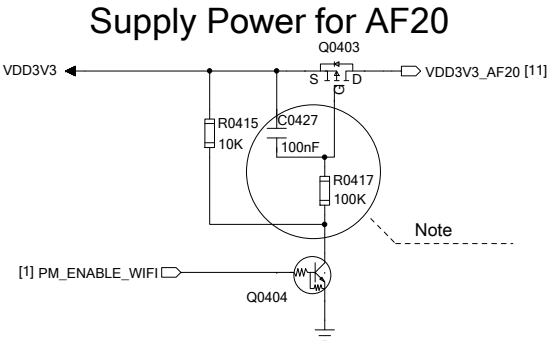 Supply Power for AF20
Q0403
VDD3V3
S
D
G
VDD3V3_AF20 [11]
R0415
10K
C0427
100nF
R0417
100K
Note
[1] PM_ENABLE_WIFI
Q0404